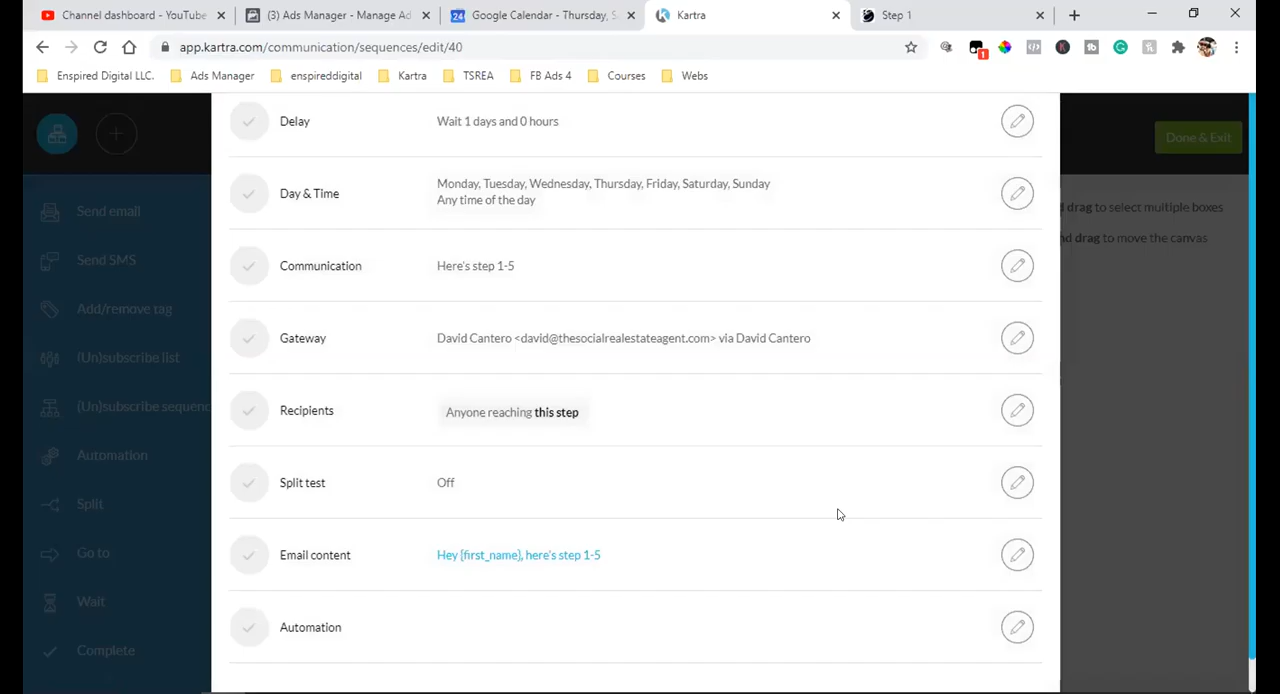 Channel dashboard - YouTube
(3) Ads Manager - Manage Ad
Google Calendar - Thursday, S
Kartra
Step 1
app.kartra.com/communication/sequences/edit/40
Enspired Digital LLC.
Ads Manager
enspireddigital
Kartra
TSREA
FB Ads 4
Courses
Webs
Done & Exit
Send email
Send SMS
Add/remove tag
(Un)subscribe list
(Un)subscribe sequenc
Automation
Split
Go to
Wait
Complete
Delay
Wait 1 days and 0 hours
Day & Time
Monday, Tuesday, Wednesday, Thursday, Friday, Saturday, Sunday
Any time of the day
Communication
Here's step 1-5
Gateway
David Cantero <david@thesocialrealestateagent.com> via David Cantero
Recipients
Anyone reaching this step
Split test
Off
Email content
Hey {first_name}, here's step 1-5
Automation
drag to select multiple boxes
nd drag to move the canvas